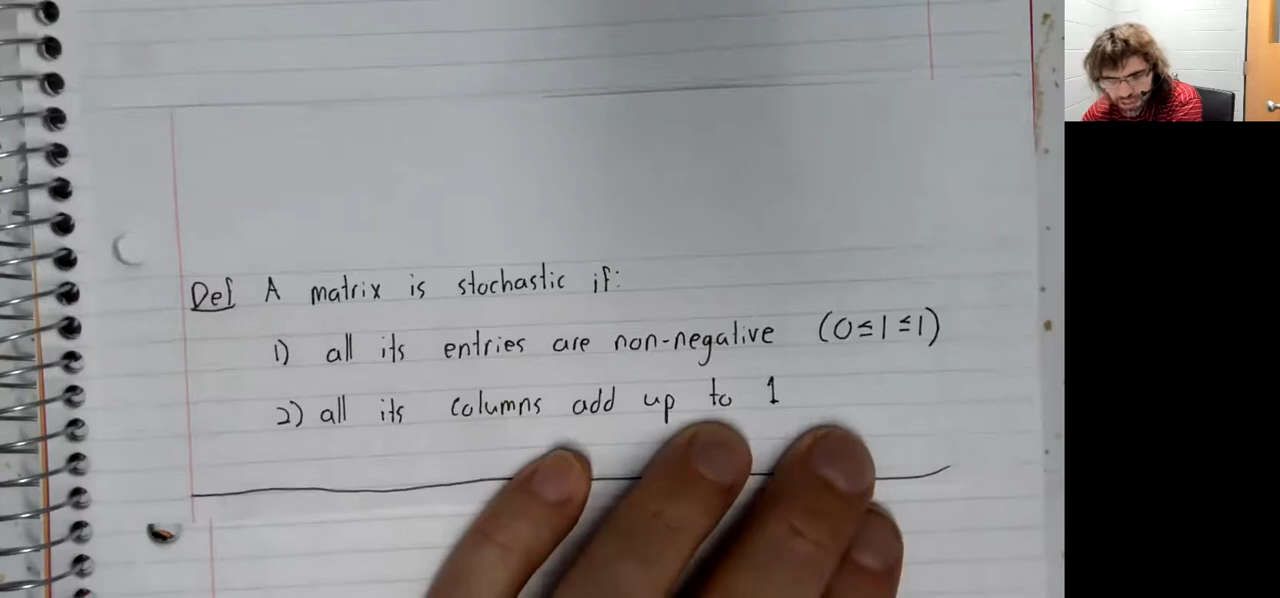 Def A matrix is stochastic if:
1) all its entries are non-negative (0≤1≤1)
2) all its columns add up to 1